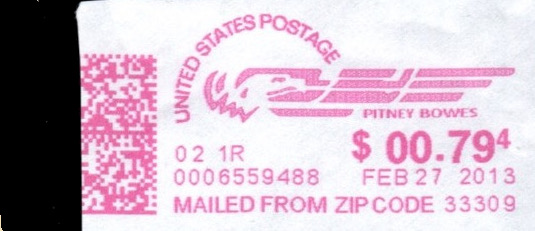 UNITED STATES POSTAGE
PITNEY BOWES
02 1R
$ 00.79⁴
0006559488
FEB 27 2013
MAILED FROM ZIP CODE 33309